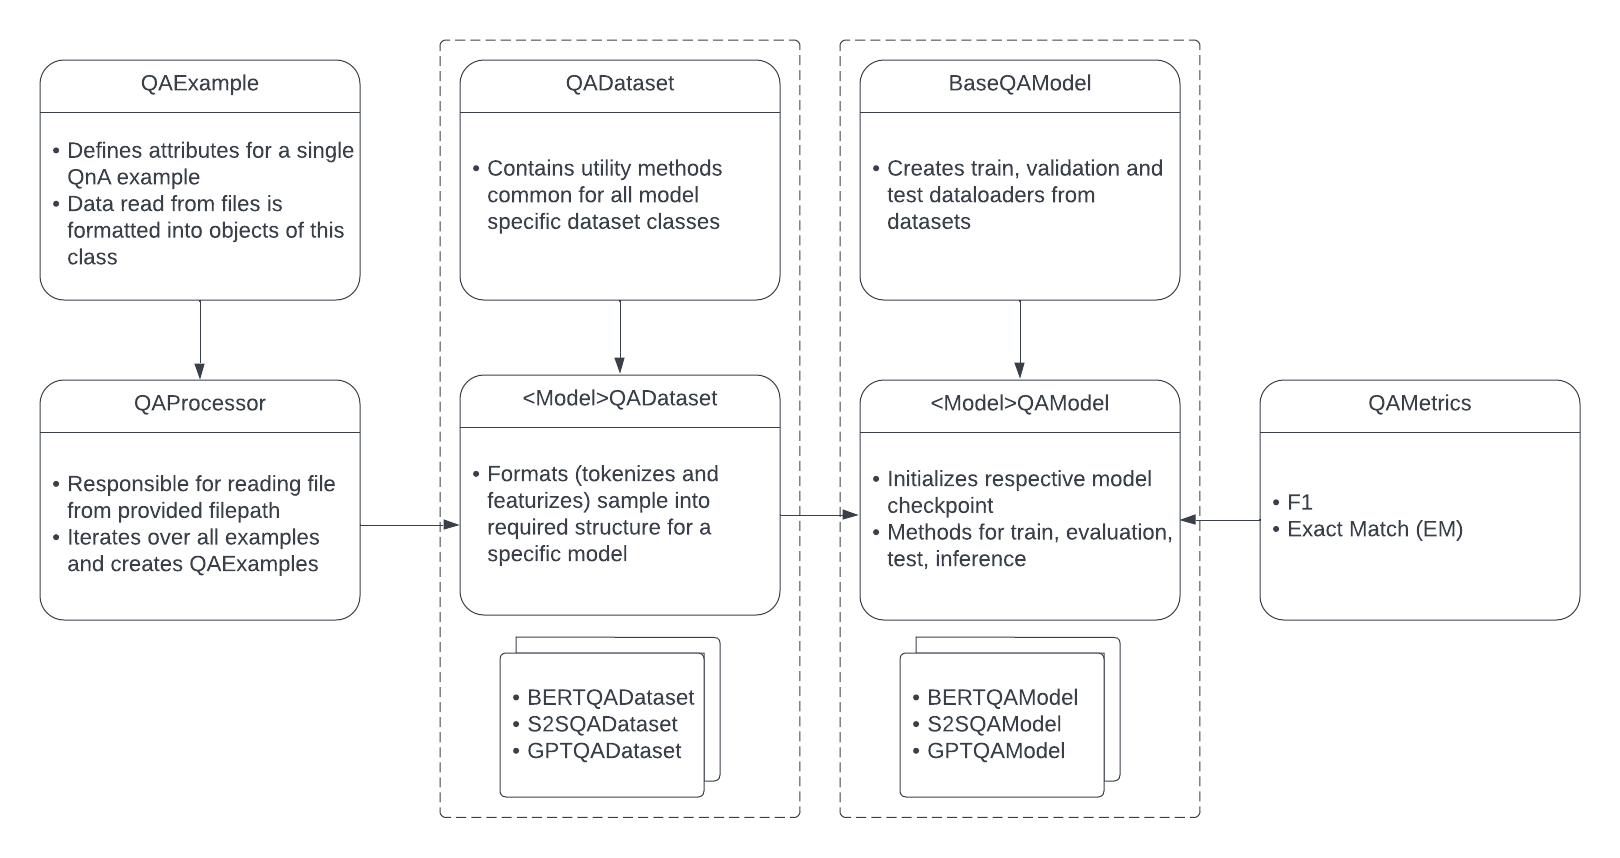 QAExample
• Defines attributes for a single
QnA example
• Data read from files is
formatted into objects of this
class
QADataset
• Contains utility methods
common for all model
specific dataset classes
BaseQAModel
• Creates train, validation and
test dataloaders from
datasets
QAProcessor
• Responsible for reading file
from provided filepath
• Iterates over all examples
and creates QAExamples
<Model>QADataset
• Formats (tokenizes and
featurizes) sample into
required structure for a
specific model
<Model>QAModel
• Initializes respective model
checkpoint
• Methods for train, evaluation,
test, inference
QAMetrics
• F1
• Exact Match (EM)
• BERTQADataset
• S2SQADataset
• GPTQADataset
• BERTQAModel
• S2SQAModel
• GPTQAModel